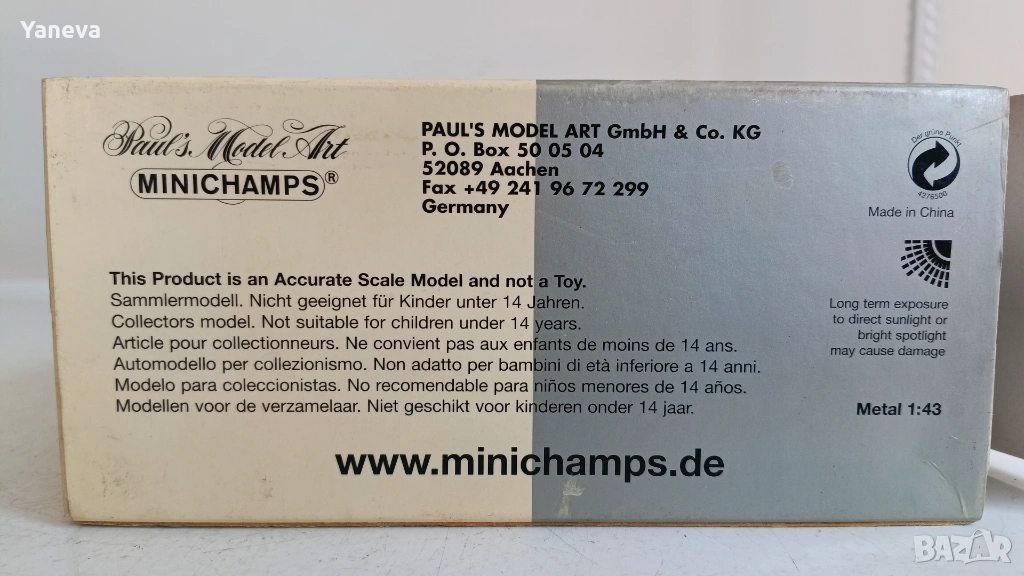 Yaneva
Paul's Model Art
MINICHAMPS®
PAUL'S MODEL ART GmbH & Co. KG
P. O. Box 50 05 04
52089 Aachen
Fax +49 241 96 72 299
Germany
Der grüne Punkt
4276500
Made in China
Long term exposure
to direct sunlight or
bright spotlight
may cause damage
This Product is an Accurate Scale Model and not a Toy.
Sammlermodell. Nicht geeignet für Kinder unter 14 Jahren.
Collectors model. Not suitable for children under 14 years.
Article pour collectionneurs. Ne convient pas aux enfants de moins de 14 ans.
Automodello per collezionismo. Non adatto per bambini di età inferiore a 14 anni.
Modelo para coleccionistas. No recomendable para niños menores de 14 años.
Modellen voor de verzamelaar. Niet geschikt voor kinderen onder 14 jaar.
Metal 1:43
www.minichamps.de
BAZAR